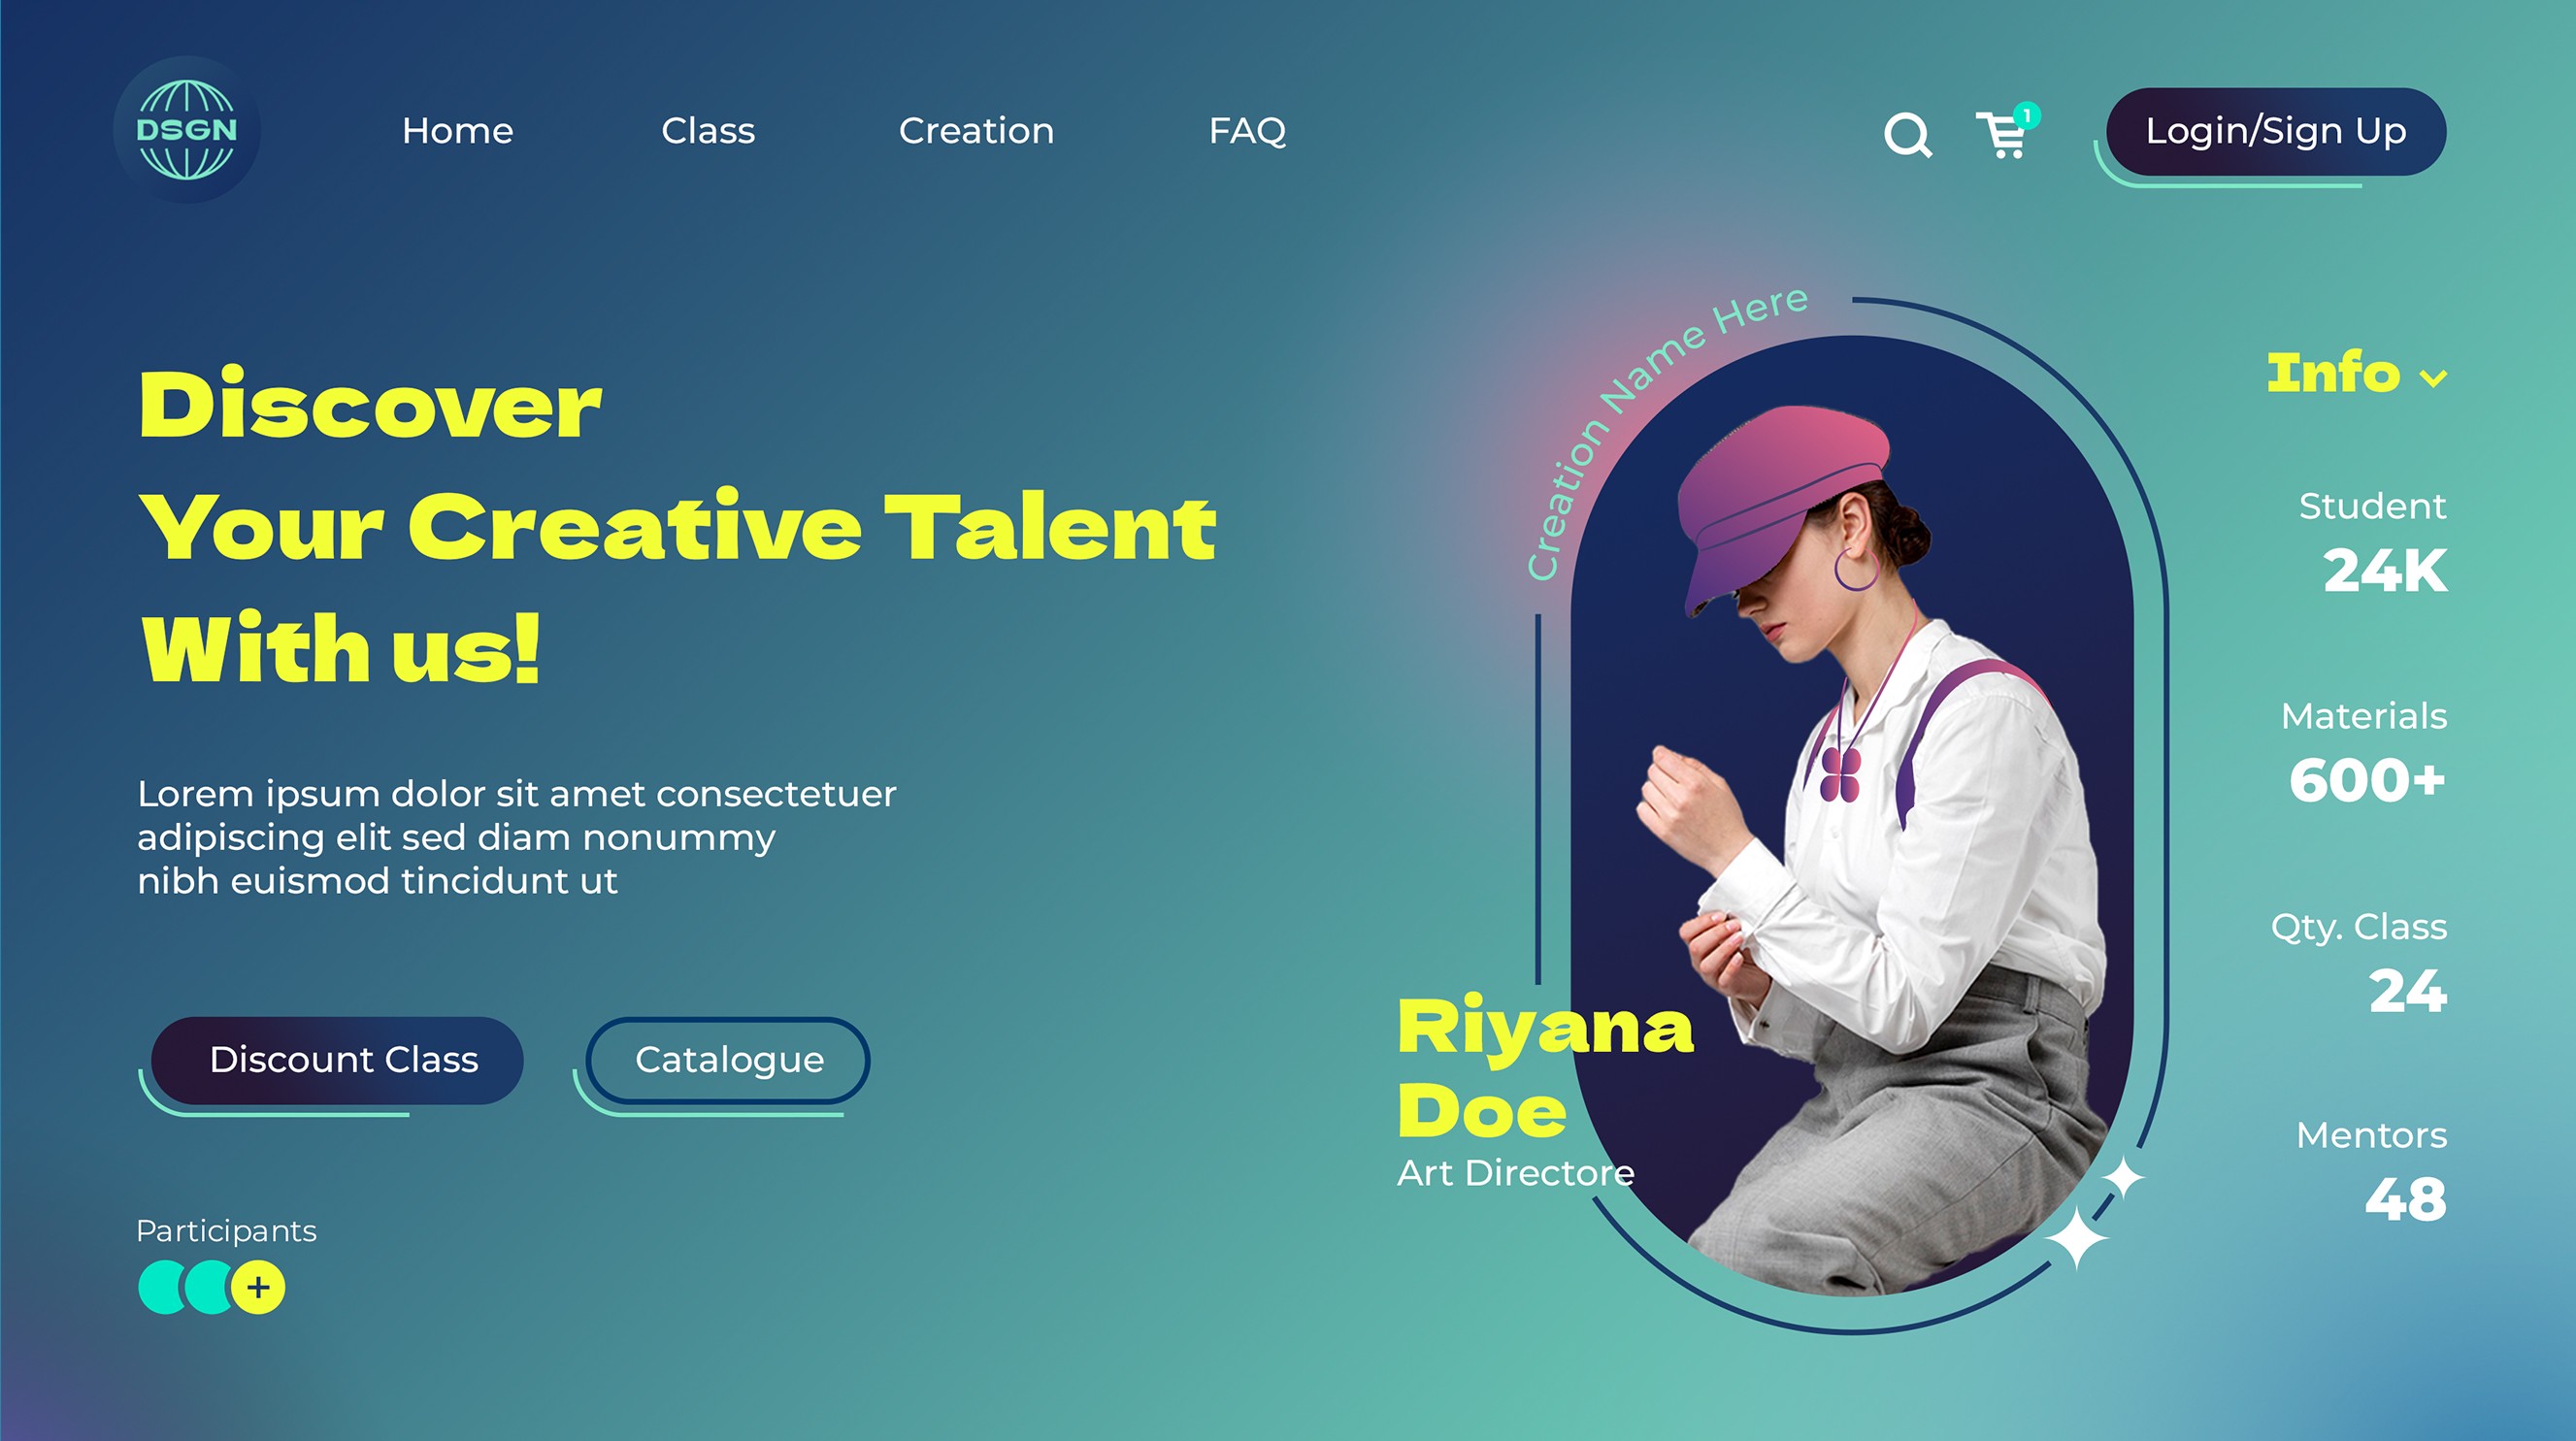 DSGN
Home
Class
Creation
FAQ
1
Login/Sign Up
Discover
Your Creative Talent
With us!
Lorem ipsum dolor sit amet consectetuer
adipiscing elit sed diam nonummy
nibh euismod tincidunt ut
Discount Class
Catalogue
Participants
+
Creation Name Here
Riyana
Doe
Art Directore
Info
Student
24K
Materials
600+
Qty. Class
24
Mentors
48